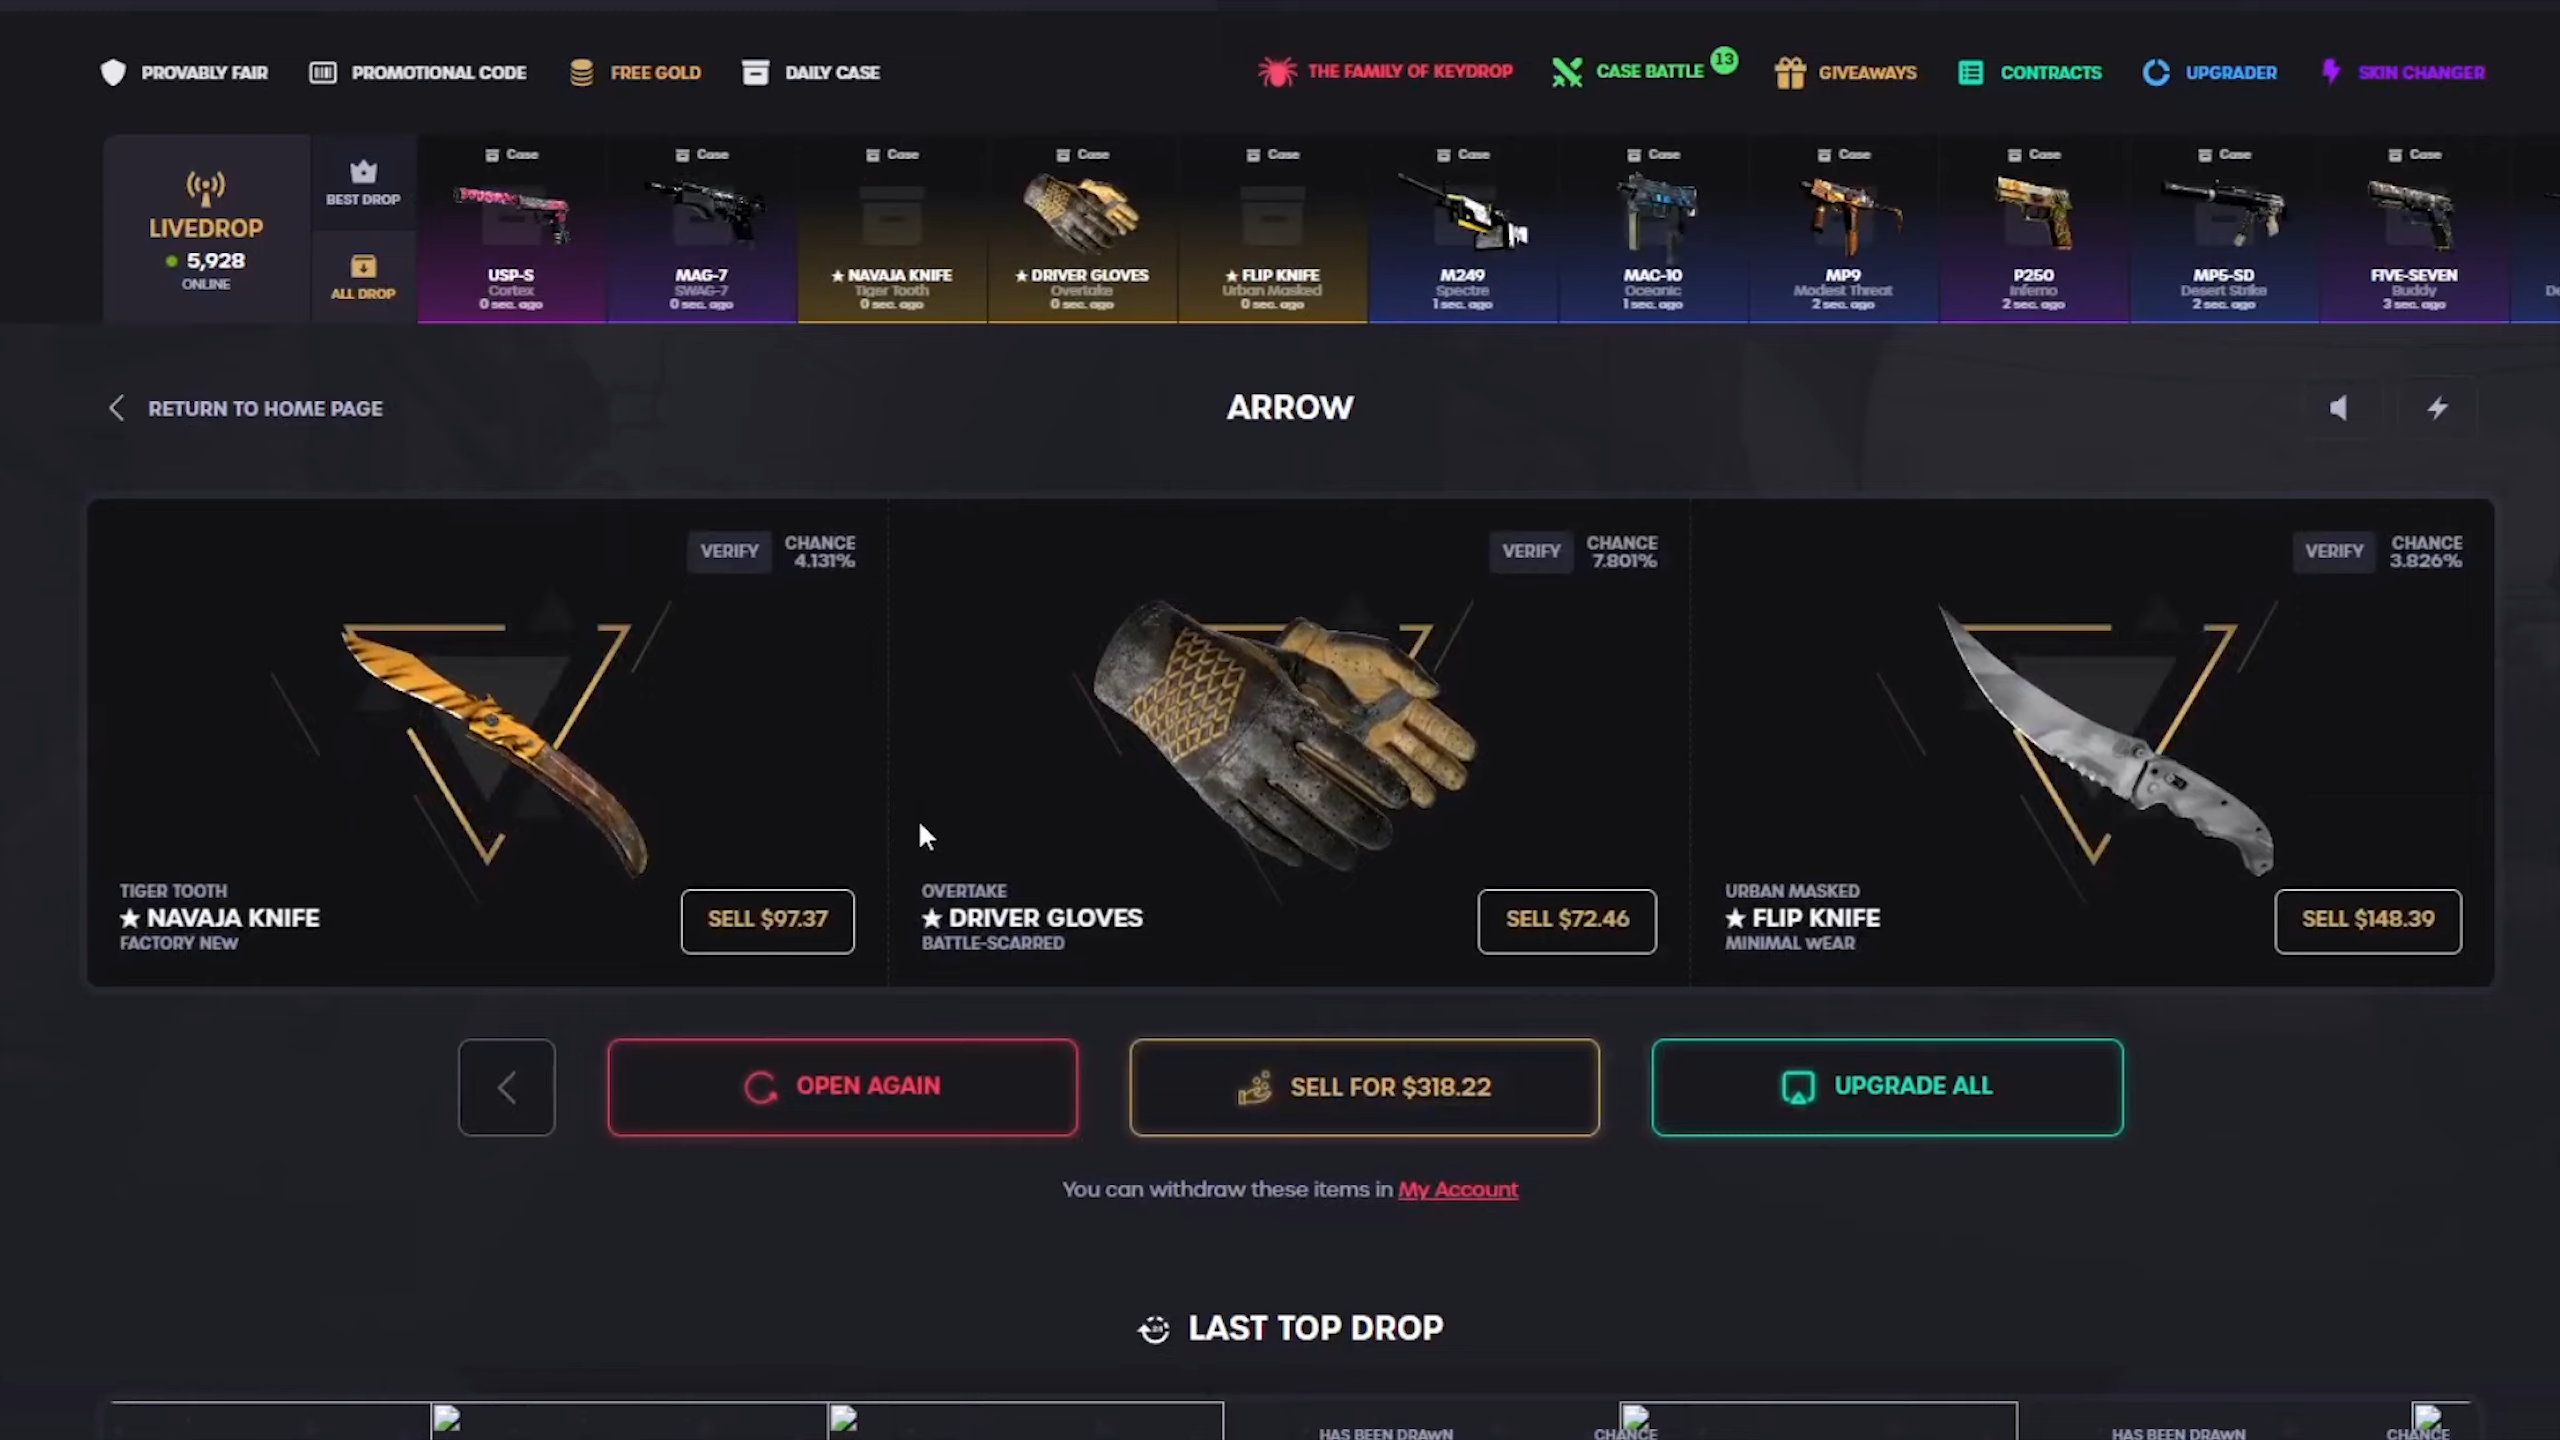 PROVABLY FAIR
PROMOTIONAL CODE
FREE GOLD
DAILY CASE
THE FAMILY OF KEYDROP
CASE BATTLE
13
GIVEAWAYS
CONTRACTS
UPGRADER
SKIN CHANGER
LIVEDROP
5,928
ONLINE
BEST DROP
ALL DROP
Case
USP-S
Cortex
0 sec. ago
Case
MAG-7
SWAG-7
0 sec. ago
Case
★ NAVAJA KNIFE
Tiger Tooth
0 sec. ago
Case
★ DRIVER GLOVES
Overtake
0 sec. ago
Case
★ FLIP KNIFE
Urban Masked
0 sec. ago
Case
M249
Spectre
1 sec. ago
Case
MAC-10
Oceanic
1 sec. ago
Case
MP9
Modest Threat
2 sec. ago
Case
P250
Inferno
2 sec. ago
Case
MP5-SD
Desert Strike
2 sec. ago
Case
FIVE-SEVEN
Buddy
3 sec. ago
De
RETURN TO HOME PAGE
ARROW
VERIFY
CHANCE
4.131%
TIGER TOOTH
★ NAVAJA KNIFE
FACTORY NEW
SELL $97.37
VERIFY
CHANCE
7.801%
OVERTAKE
★ DRIVER GLOVES
BATTLE-SCARRED
SELL $72.46
VERIFY
CHANCE
3.826%
URBAN MASKED
★ FLIP KNIFE
MINIMAL WEAR
SELL $148.39
OPEN AGAIN
SELL FOR $318.22
UPGRADE ALL
You can withdraw these items in My Account
LAST TOP DROP
HAS BEEN DRAWN
CHANCE
HAS BEEN DRAWN
CHANCE